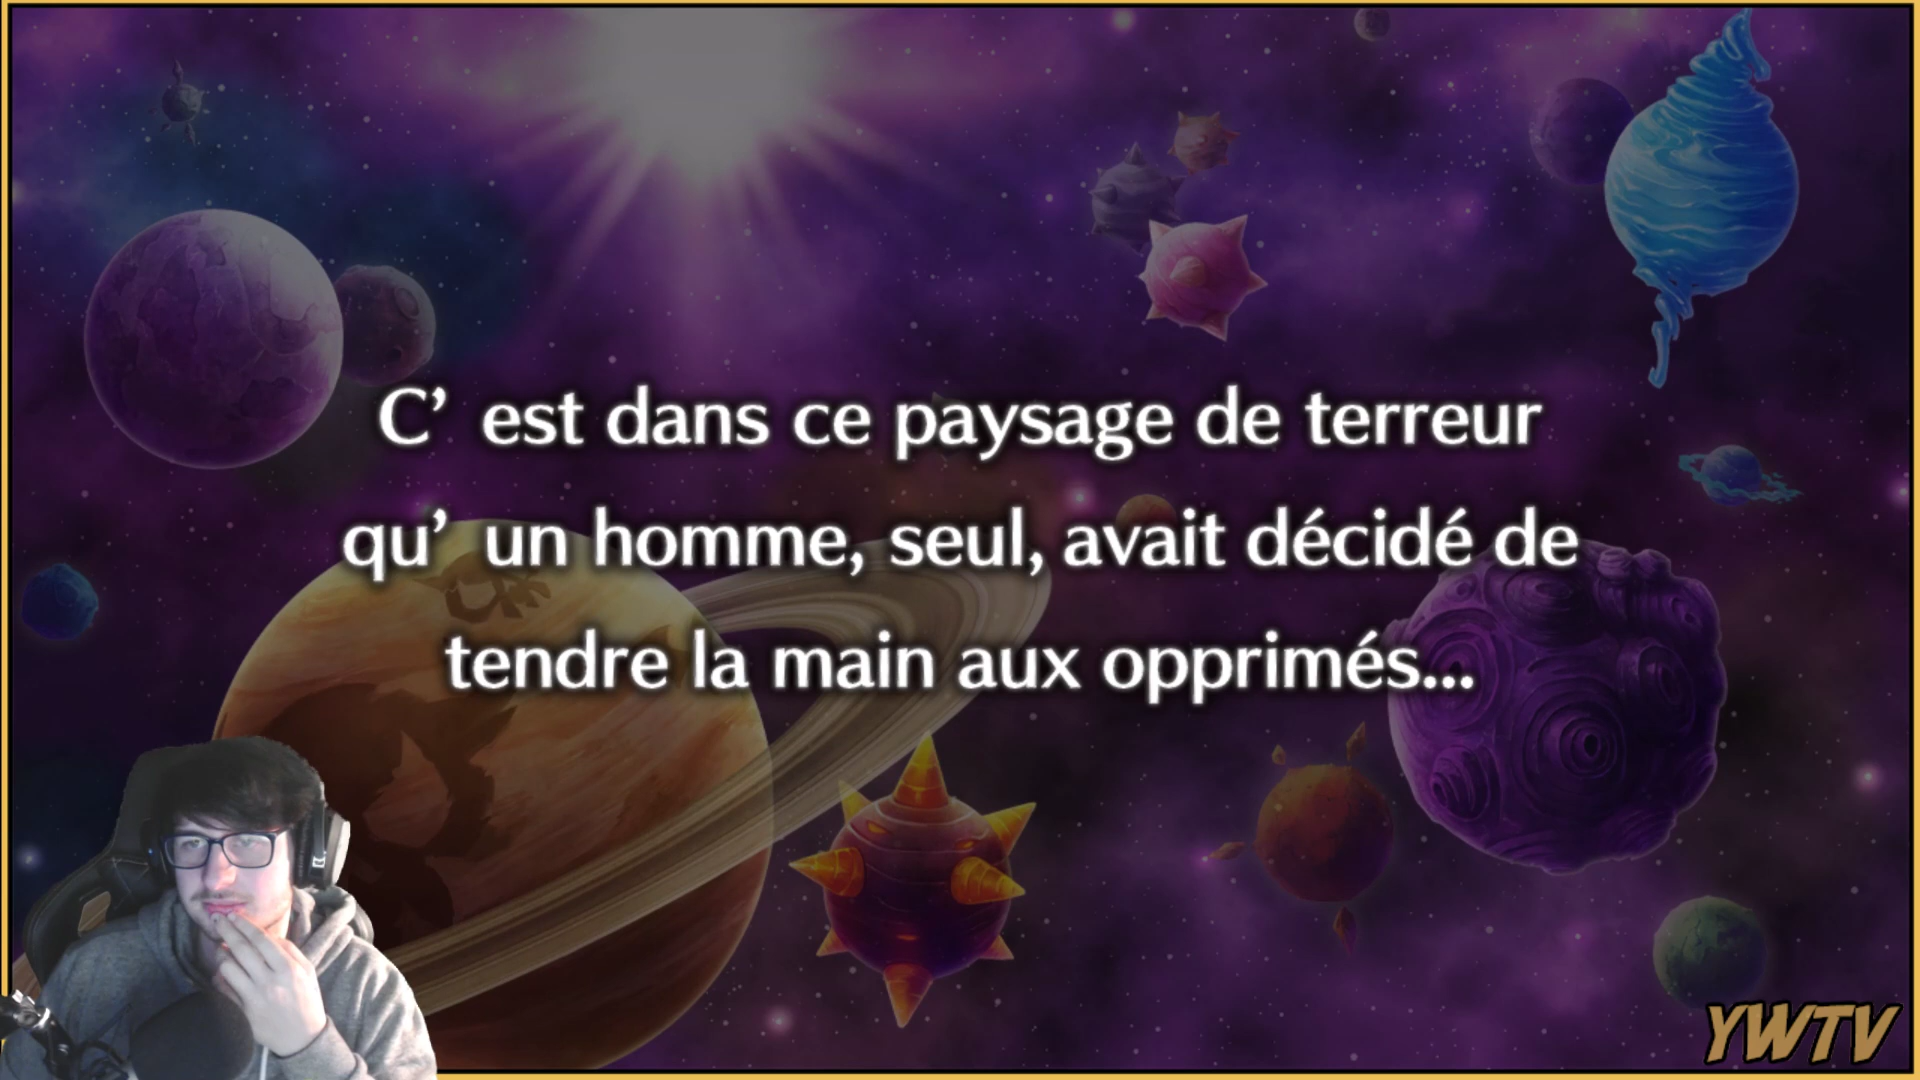 C’ est dans ce paysage de terreur
qu’ un homme, seul, avait décidé de
tendre la main aux opprimés...
YWTV